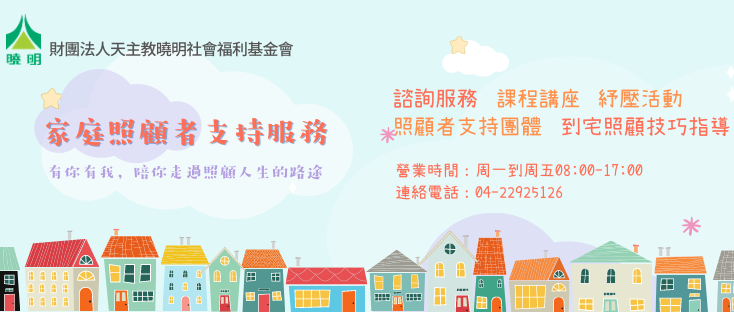 曉明
財團法人天主教曉明社會福利基金會
家庭照顧者支持服務
有你有我，陪你走過照顧人生的路途
諮詢服務 課程講座 紓壓活動
照顧者支持團體 到宅照顧技巧指導
營業時間：周一到周五08:00-17:00
連絡電話：04-22925126